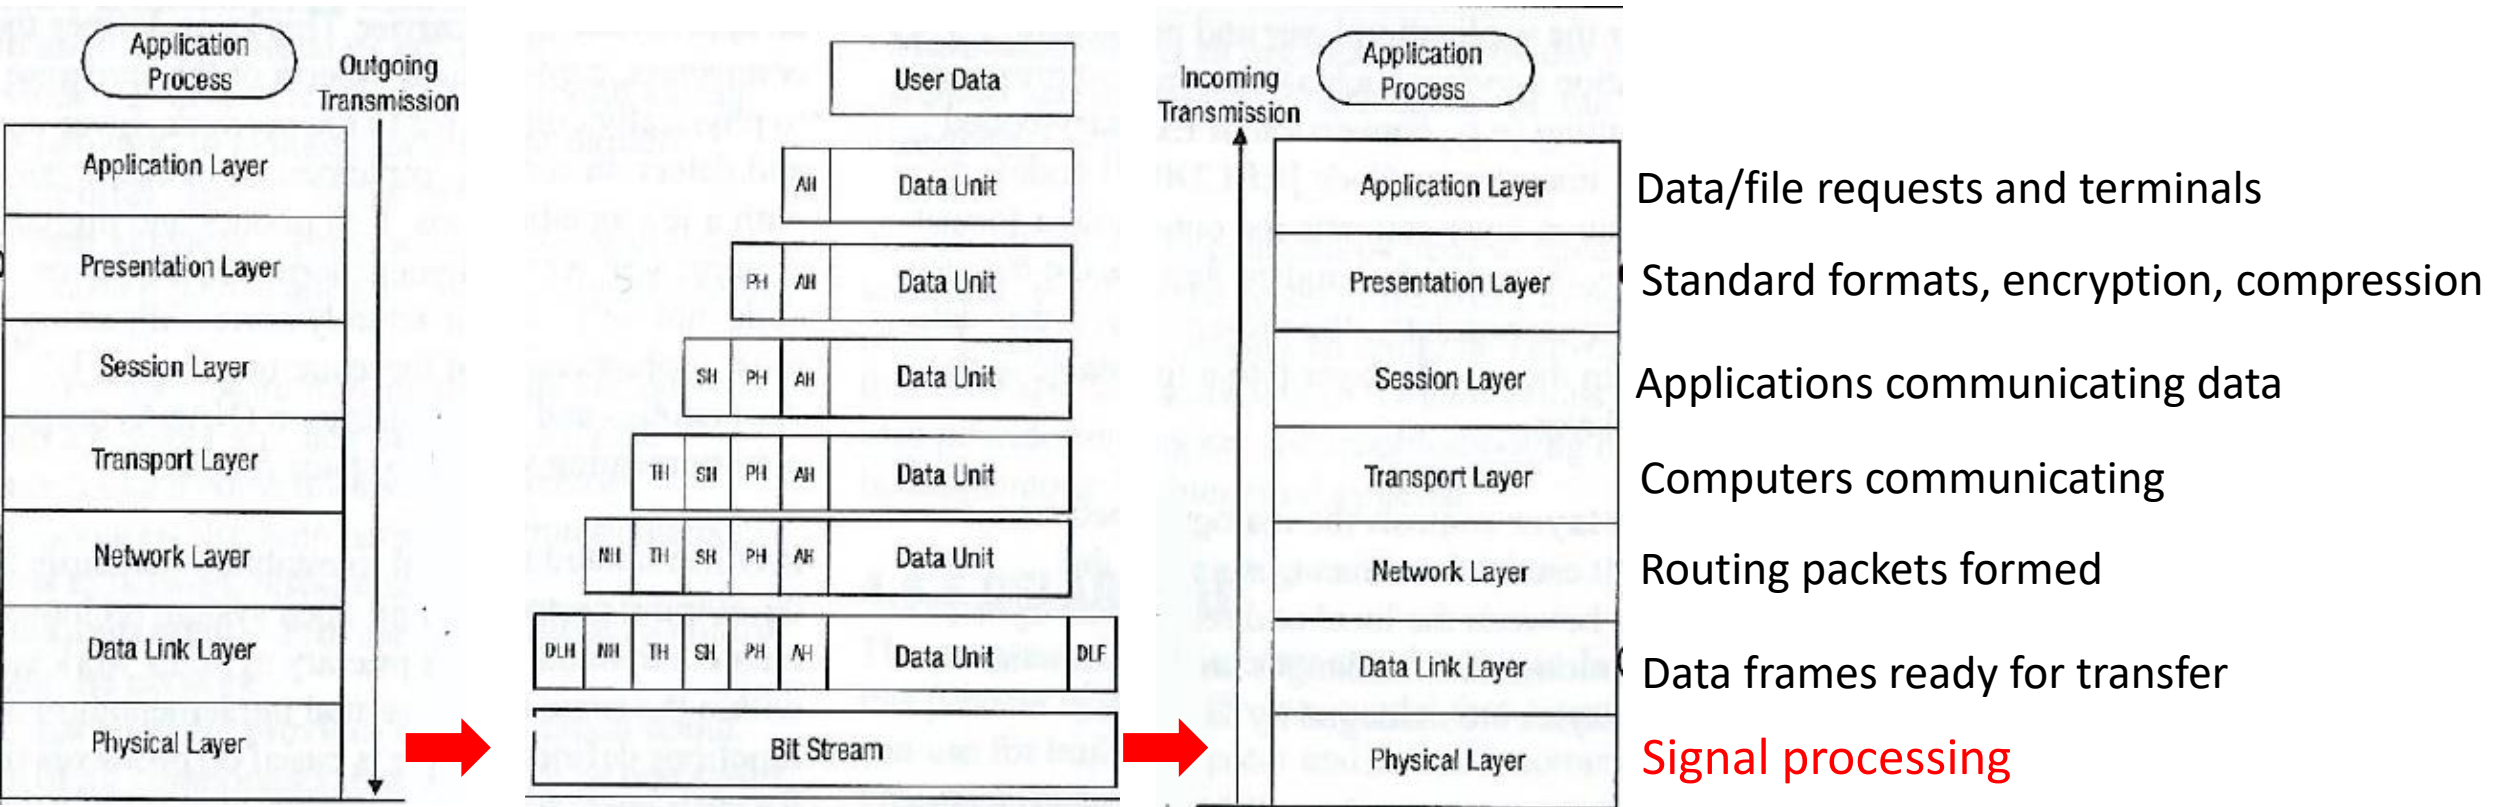 Application
Process
Outgoing
Transmission
Application Layer
Presentation Layer
Session Layer
Transport Layer
Network Layer
Data Link Layer
Physical Layer
User Data
AH Data Unit
PH AH Data Unit
SH PH AH Data Unit
TH SH PH AH Data Unit
NH TH SH PH AH Data Unit
DLH NH TH SH PH AH Data Unit DLF
Bit Stream
Incoming
Transmission
Application
Process
Application Layer
Presentation Layer
Session Layer
Transport Layer
Network Layer
Data Link Layer
Physical Layer
Data/file requests and terminals
Standard formats, encryption, compression
Applications communicating data
Computers communicating
Routing packets formed
Data frames ready for transfer
Signal processing